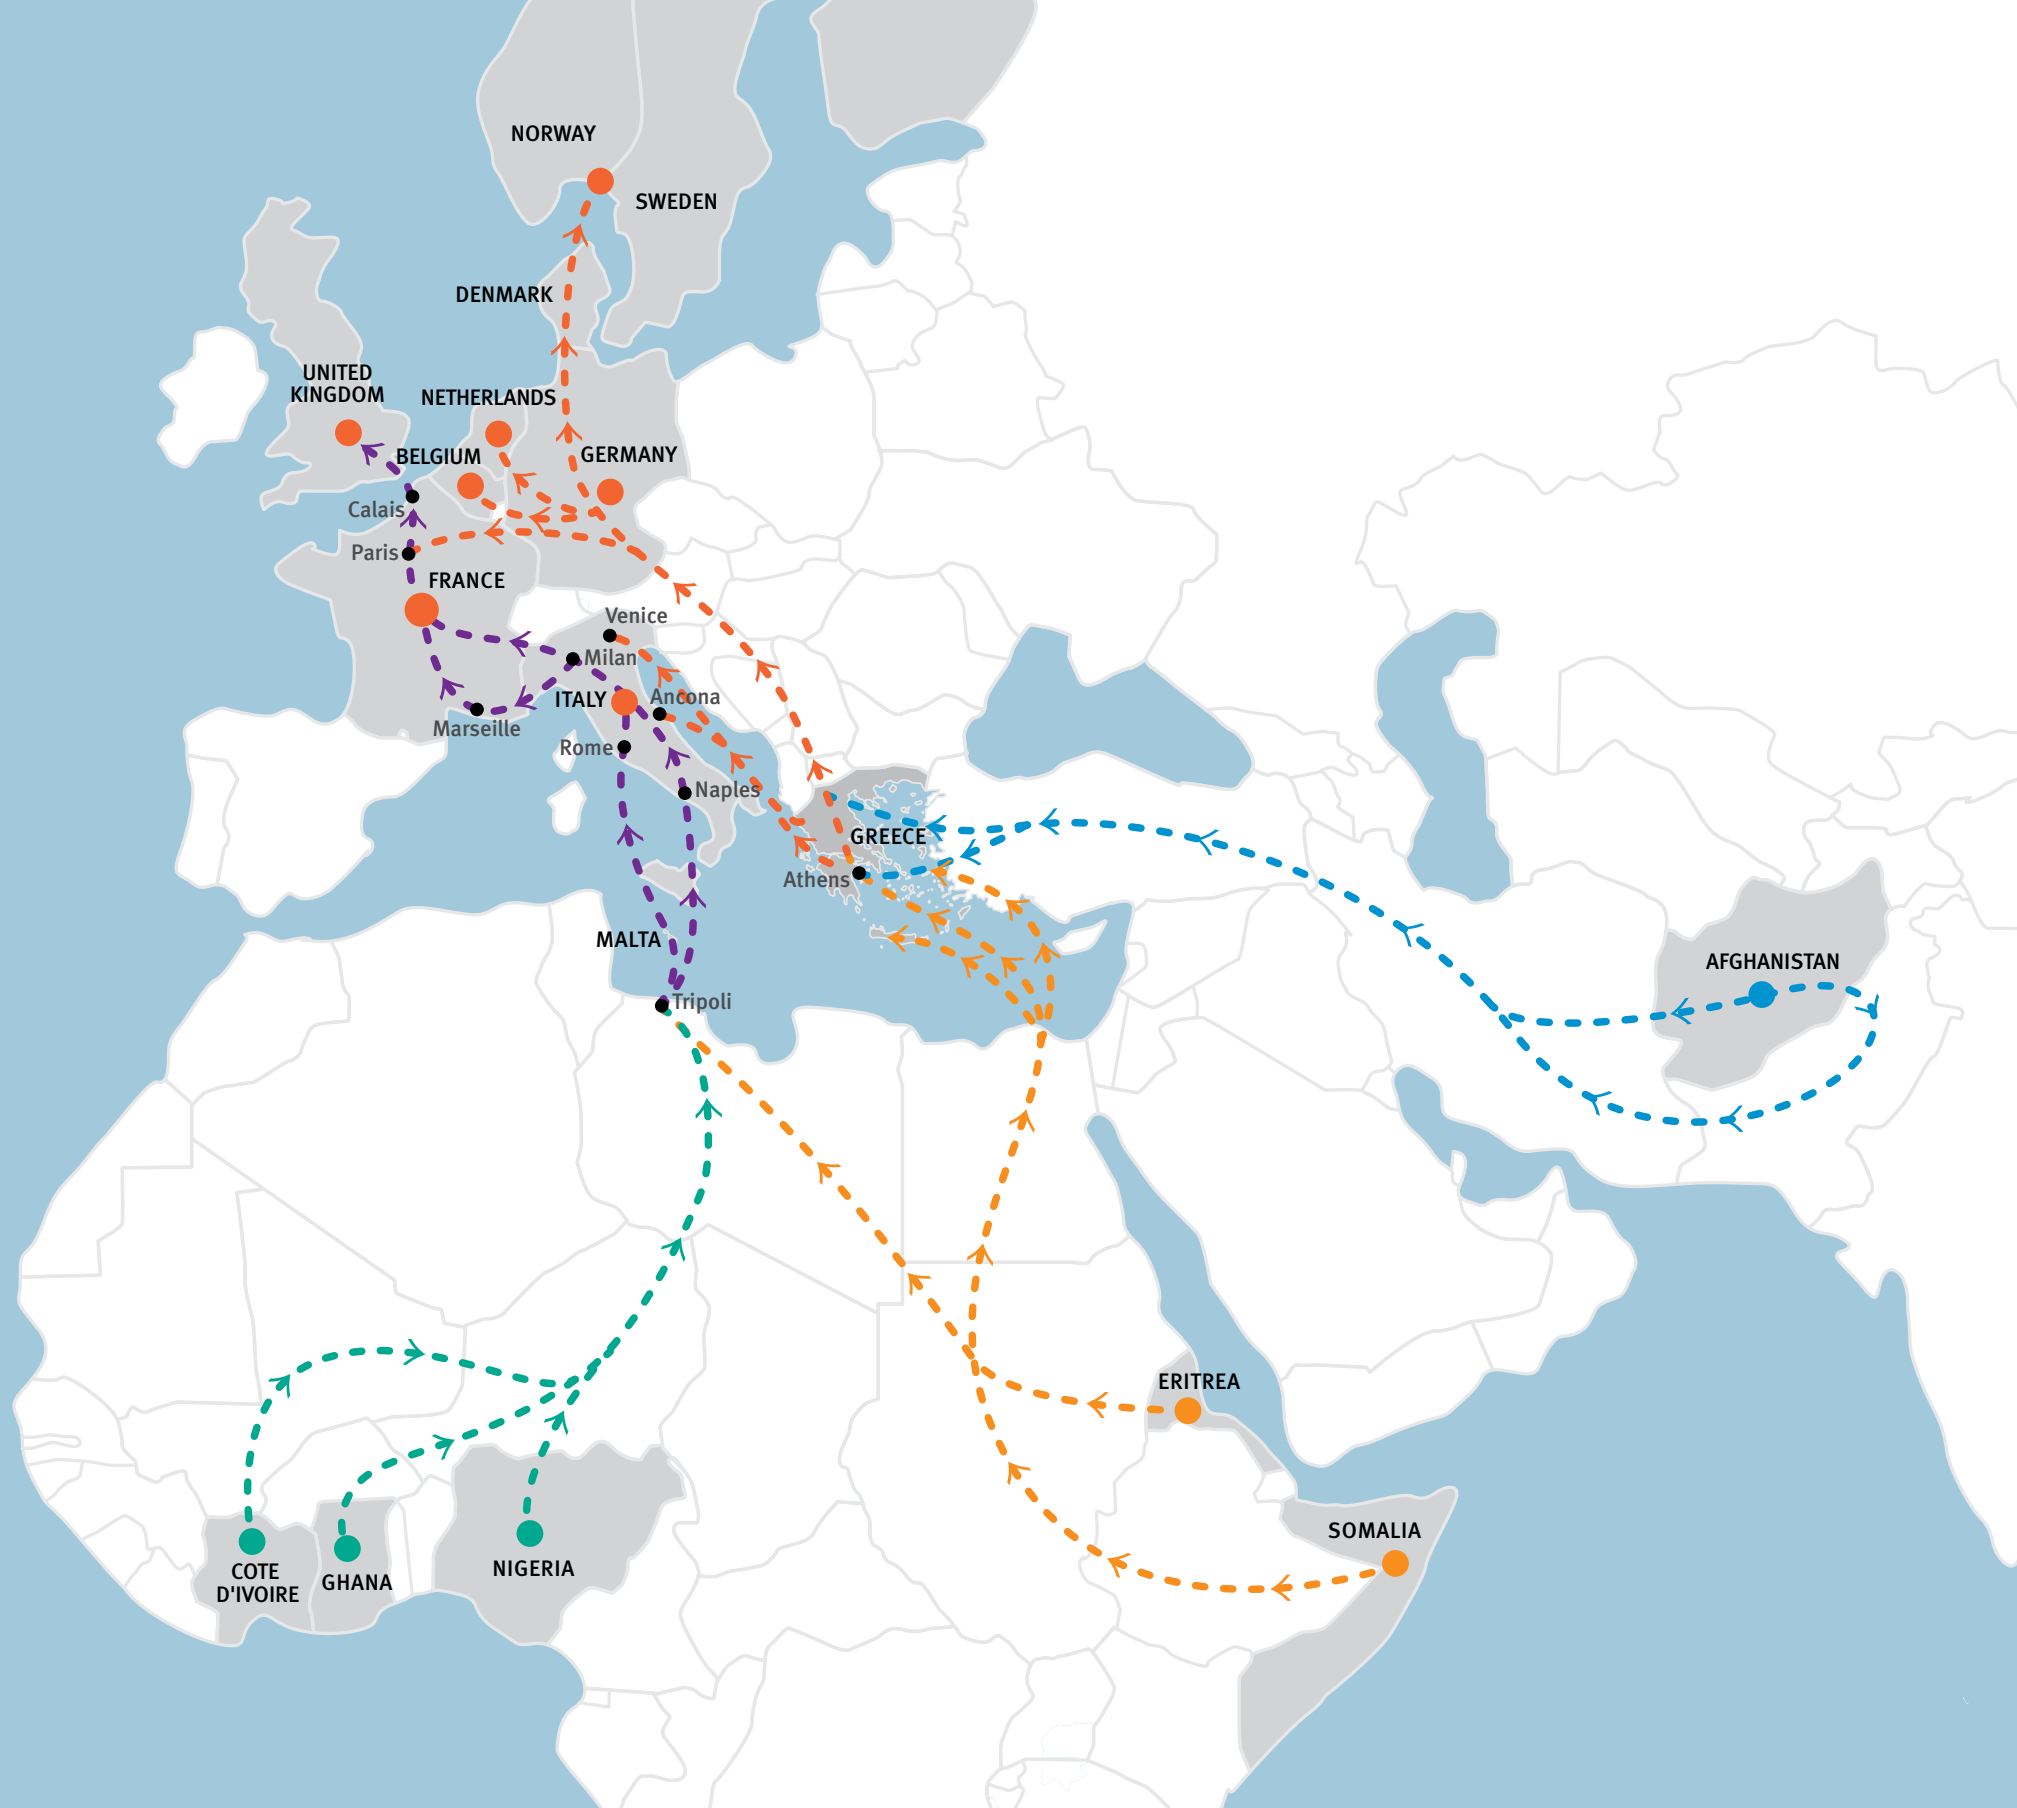 NORWAY
SWEDEN
DENMARK
UNITED
KINGDOM
NETHERLANDS
BELGIUM
GERMANY
Calais
Paris
FRANCE
Venice
Milan
ITALY
Ancona
Marseille
Rome
Naples
GREECE
Athens
MALTA
Tripoli
AFGHANISTAN
ERITREA
SOMALIA
COTE
D'IVOIRE
GHANA
NIGERIA